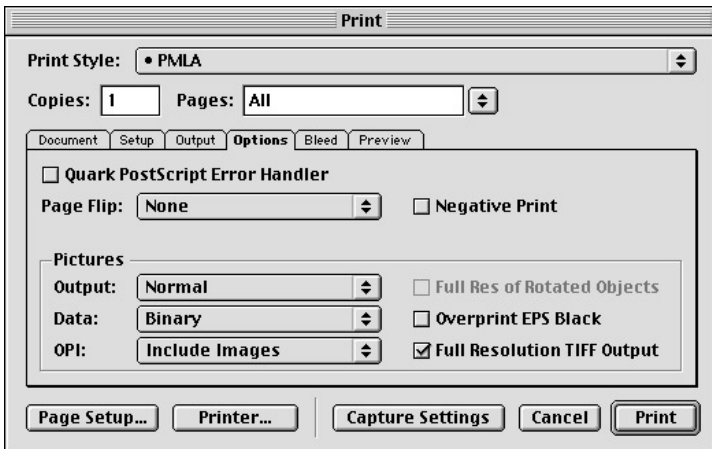 Print
Print Style: • PMLA
Copies: 1 Pages: All
Document Setup Output Options Bleed Preview
Quark PostScript Error Handler
Page Flip: None Negative Print
Pictures
Output: Normal Full Res of Rotated Objects
Data: Binary Overprint EPS Black
OPI: Include Images Full Resolution TIFF Output
Page Setup... Printer... Capture Settings Cancel Print